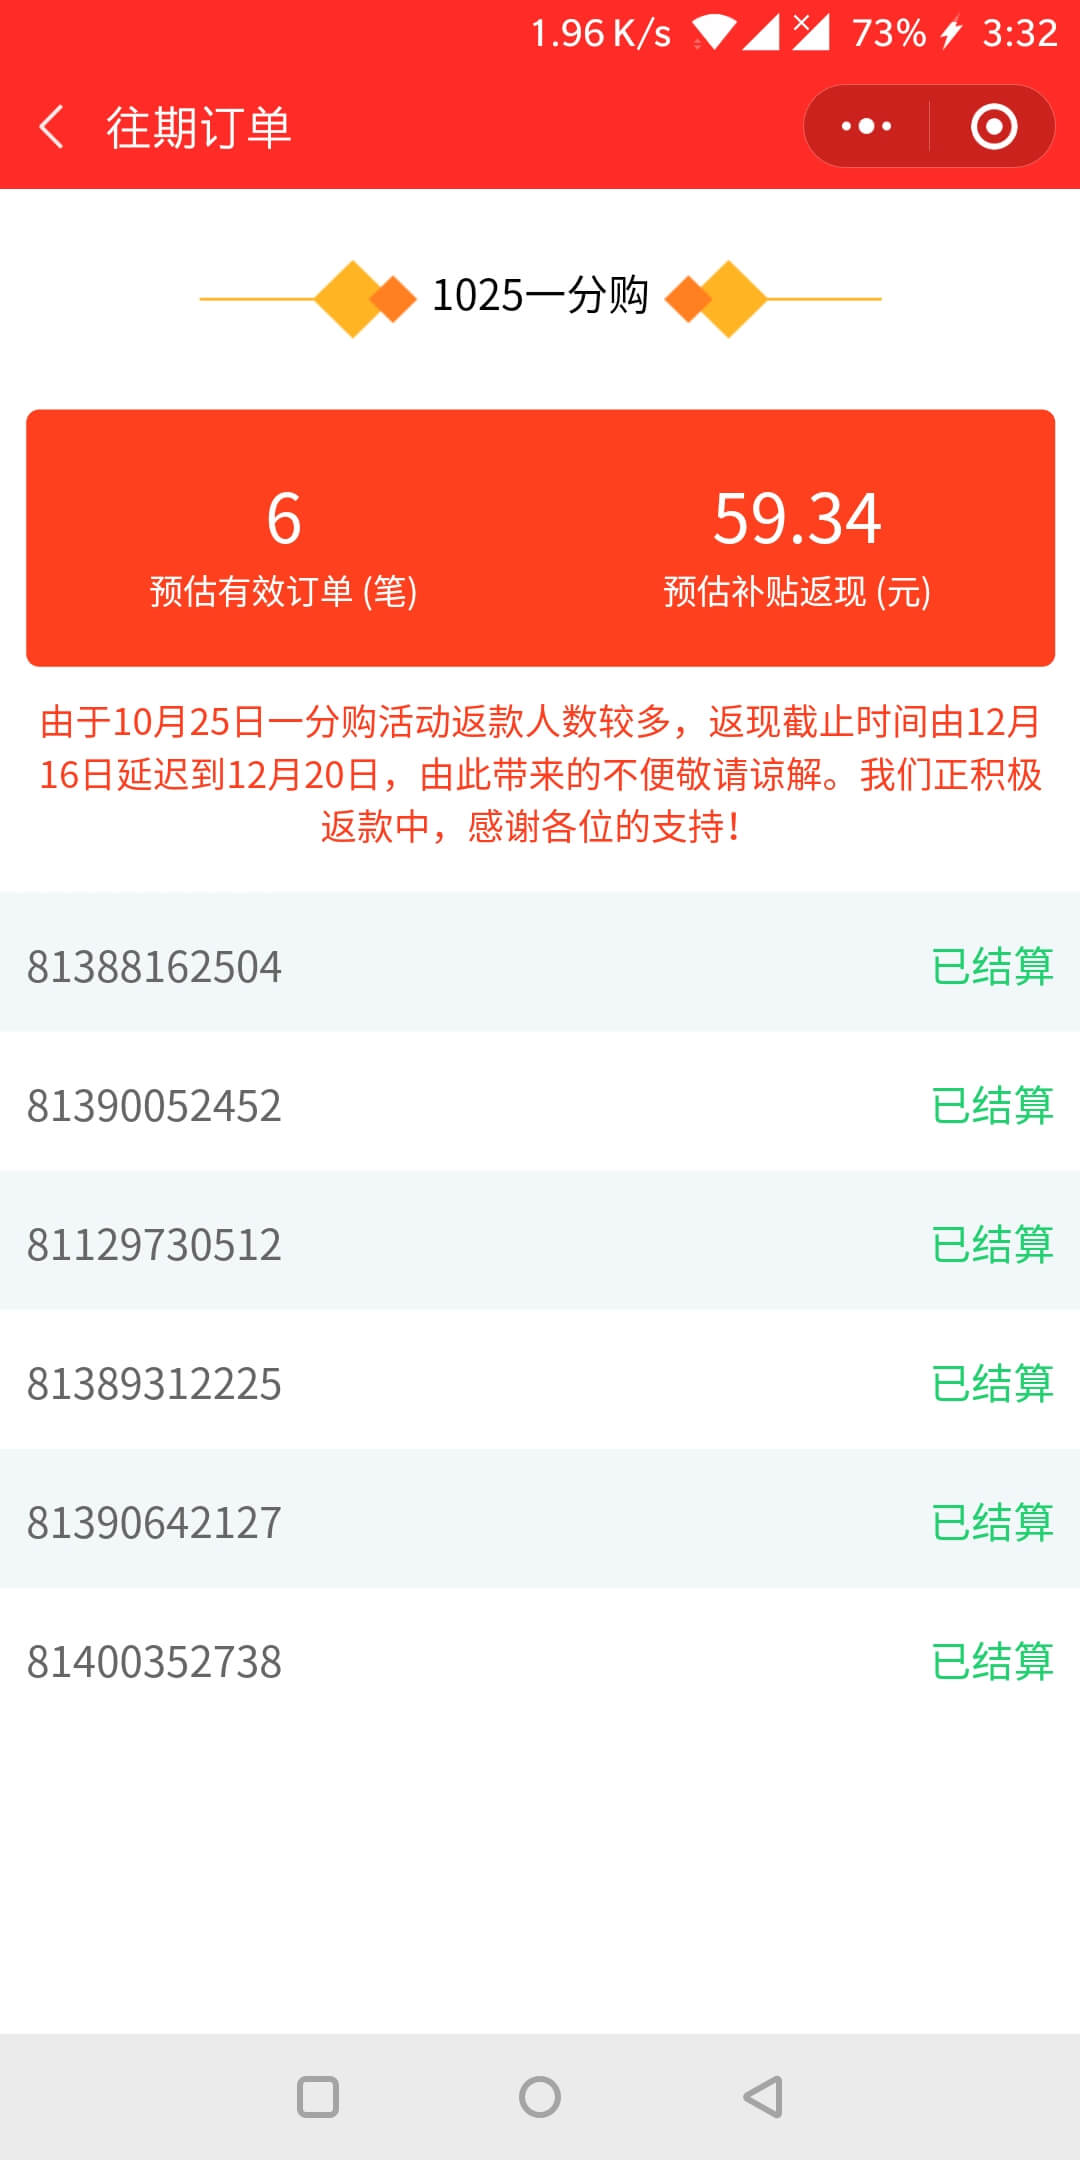 1.96 K/s 73% 3:32
往期订单
1025一分购
6
59.34
预估有效订单 (笔)
预估补贴返现 (元)
由于10月25日一分购活动返款人数较多，返现截止时间由12月
16日延迟到12月20日，由此带来的不便敬请谅解。我们正积极
返款中，感谢各位的支持！
81388162504 已结算
81390052452 已结算
81129730512 已结算
81389312225 已结算
81390642127 已结算
81400352738 已结算